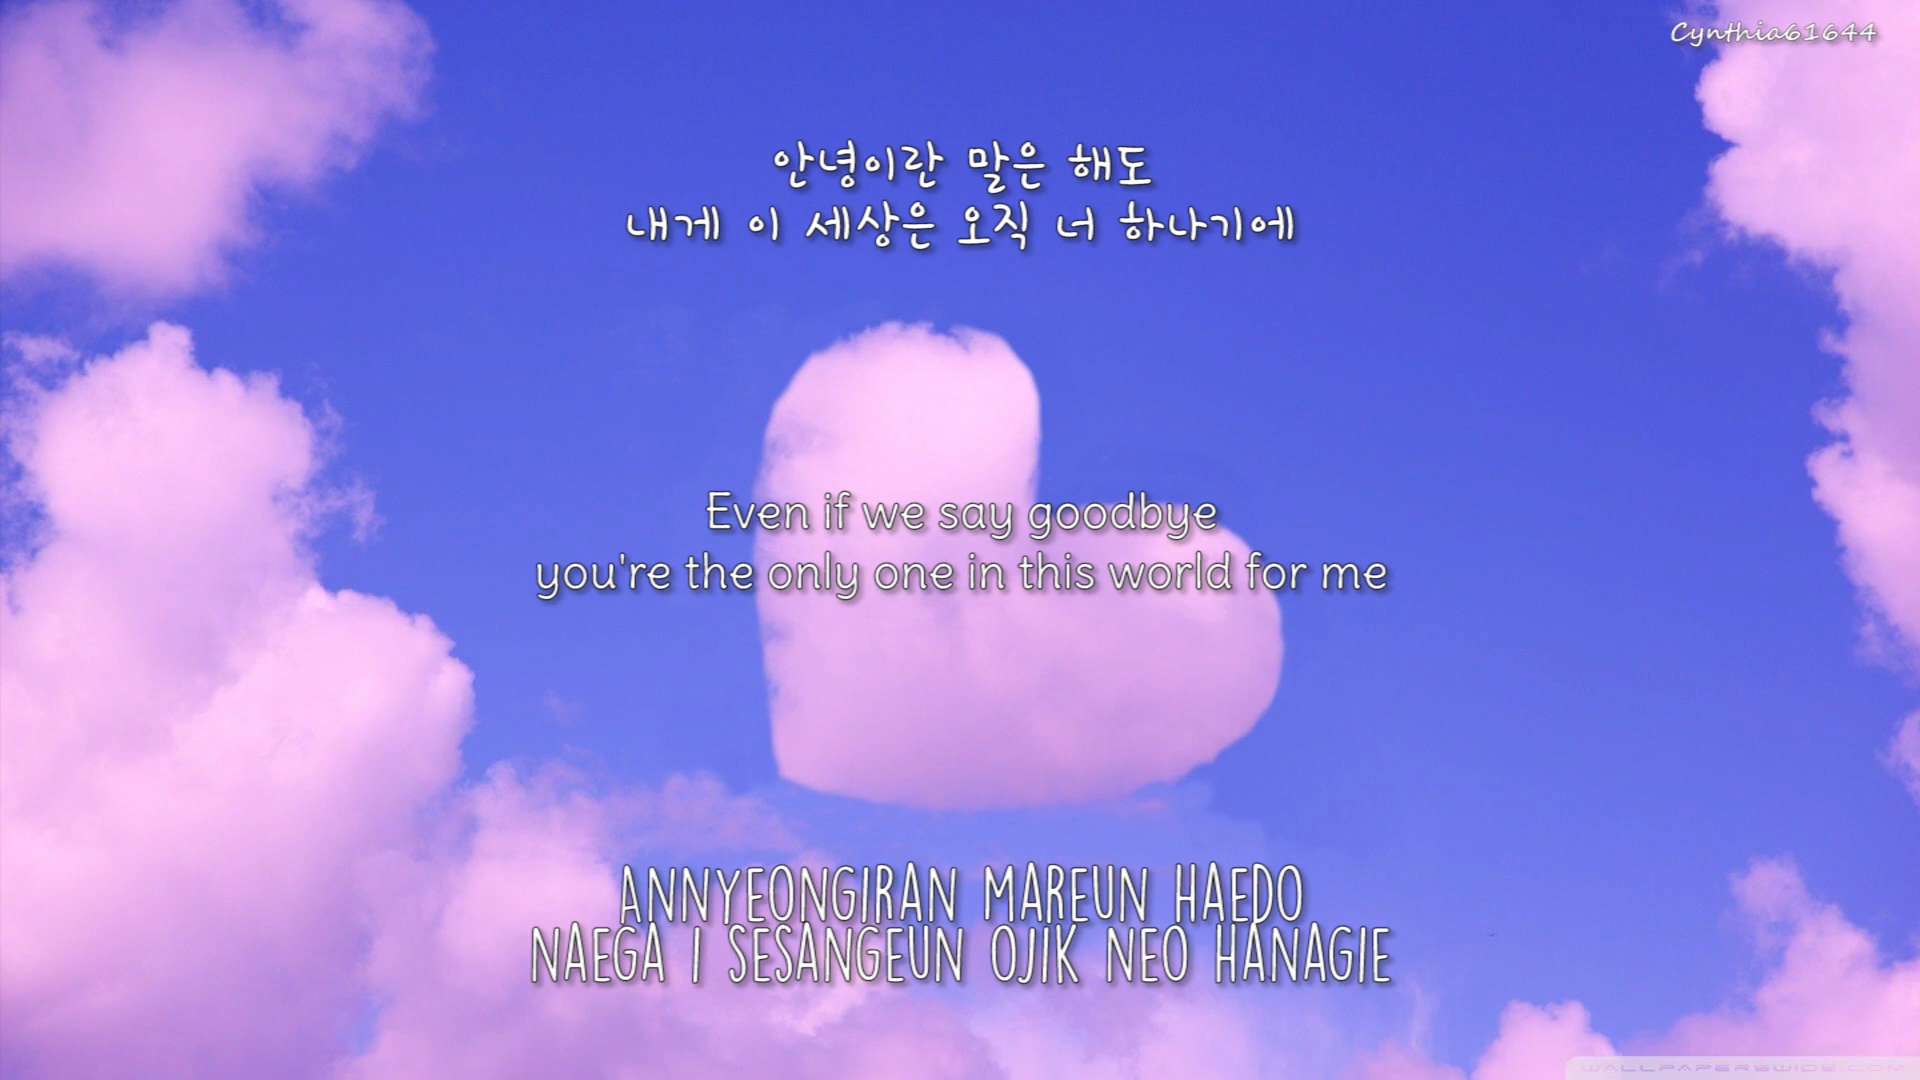 Cynthia61644
안녕이란 말은 해도
내게 이 세상은 오직 너 하나기에
Even if we say goodbye
you're the only one in this world for me
ANNYEONGIRAN MAREUN HAEDO
NAEGA I SESANGEUN OJIK NEO HANAGIE
WALLPAPERSWIDE.COM